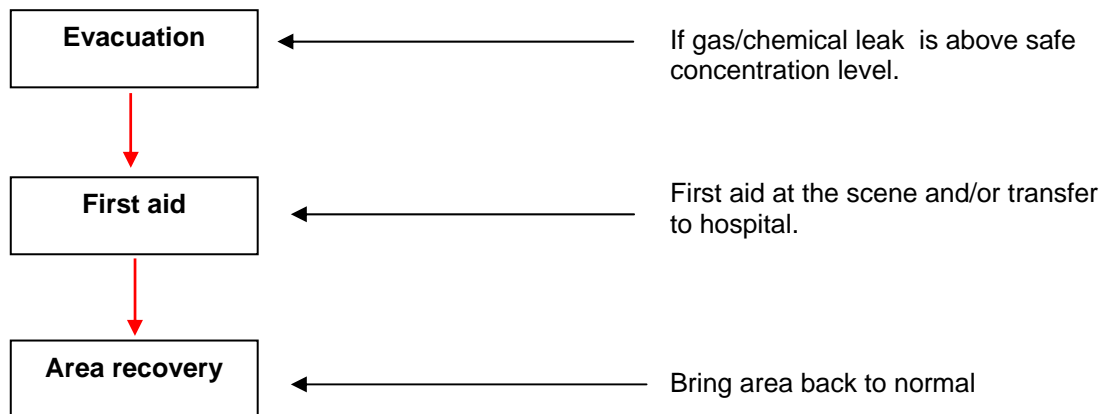 Evacuation
If gas/chemical leak  is above safe
concentration level.
First aid
First aid at the scene and/or transfer
to hospital.
Area recovery
Bring area back to normal